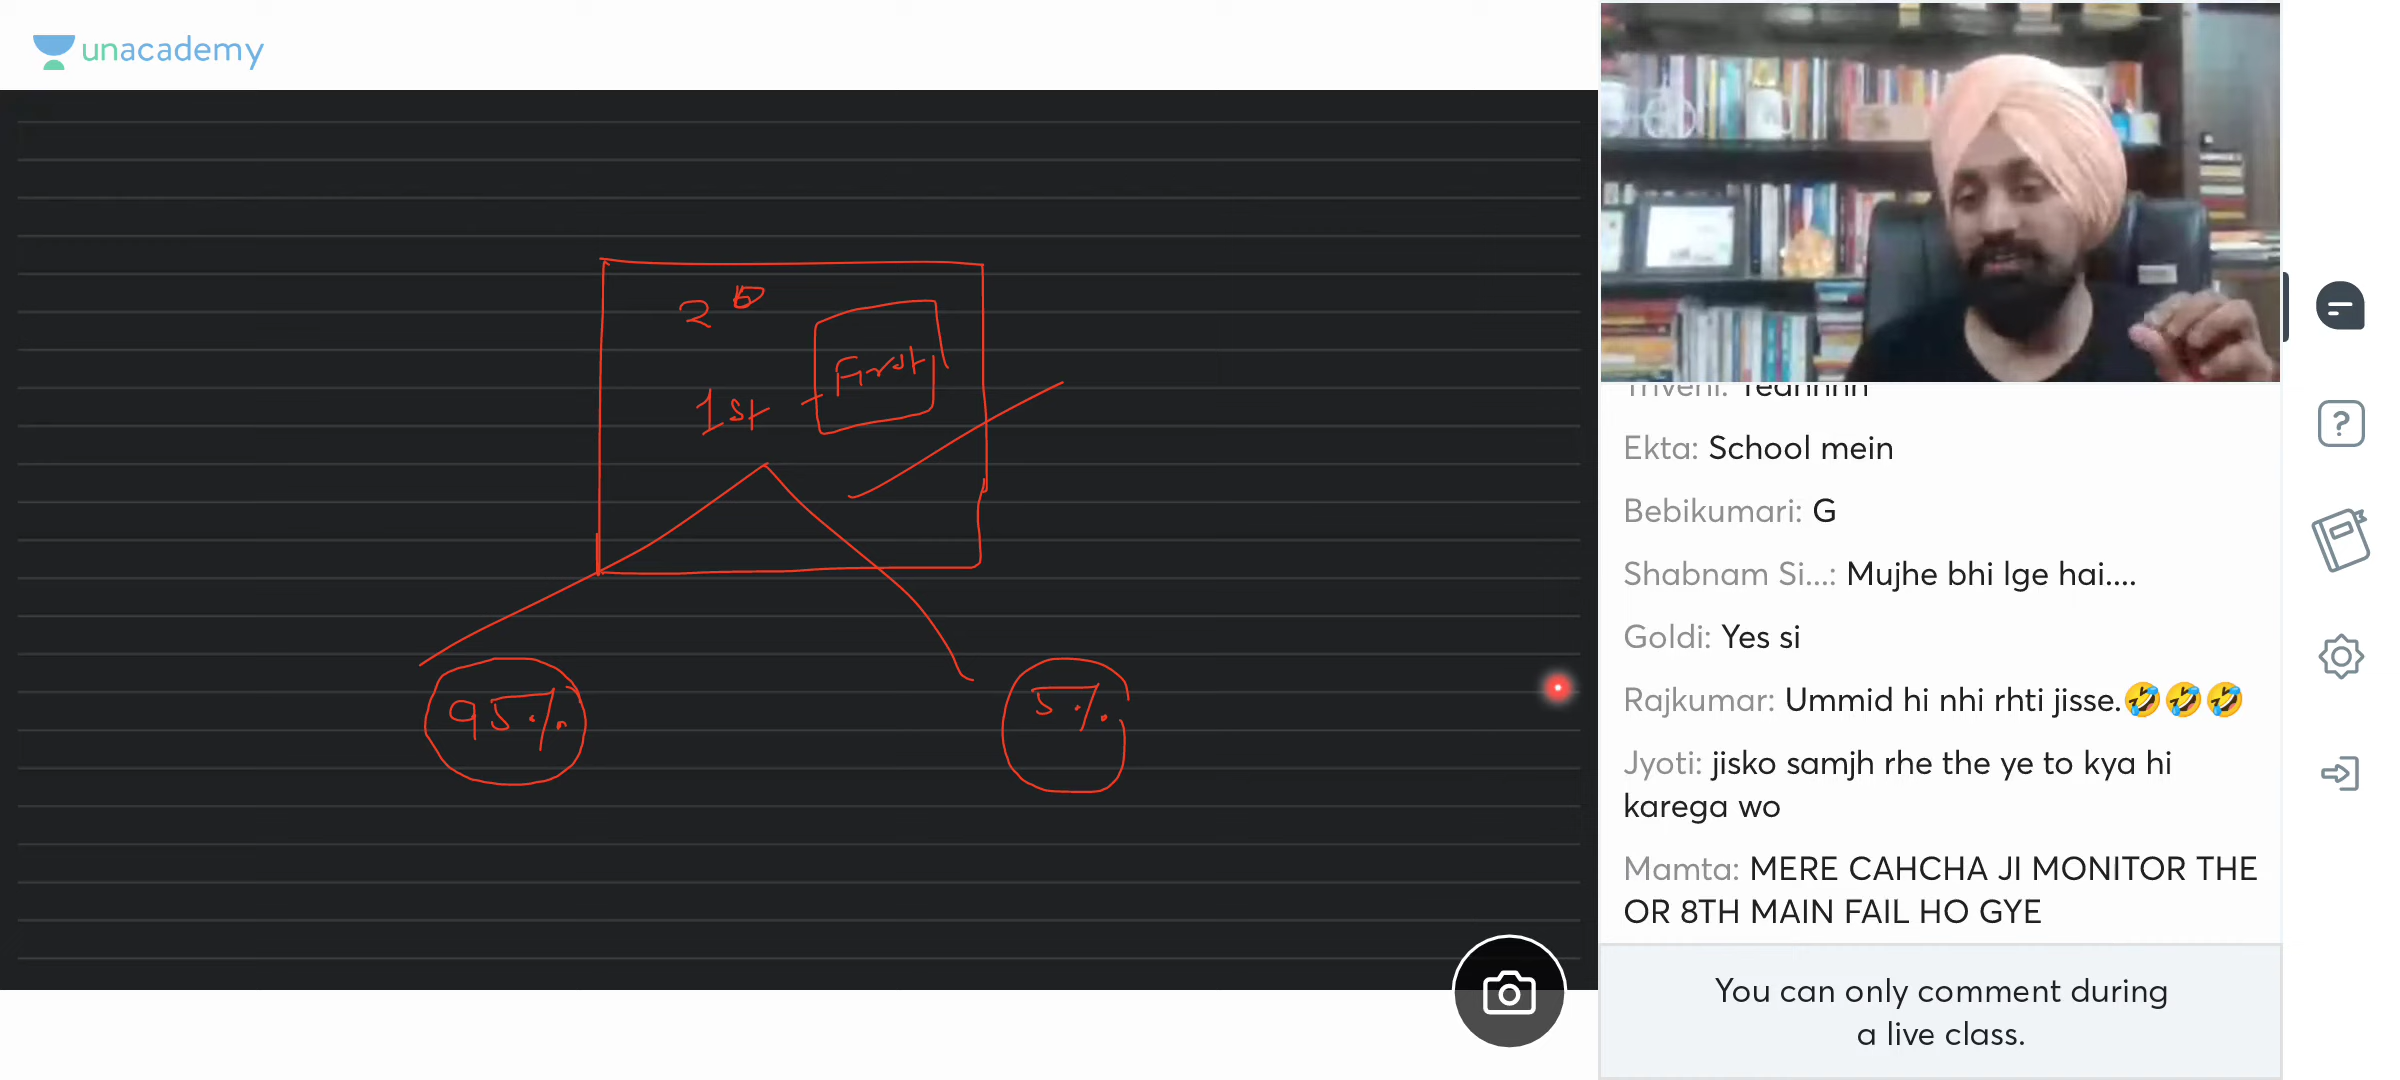 unacademy
2
1st
First
95%
5%
Ekta: School mein
Bebikumari: G
Shabnam Si...: Mujhe bhi lge hai....
Goldi: Yes si
Rajkumar: Ummid hi nhi rhti jisse.🤣🤣🤣
Jyoti: jisko samjh rhe the ye to kya hi
karega wo
Mamta: MERE CAHCHA JI MONITOR THE
OR 8TH MAIN FAIL HO GYE
You can only comment during
a live class.